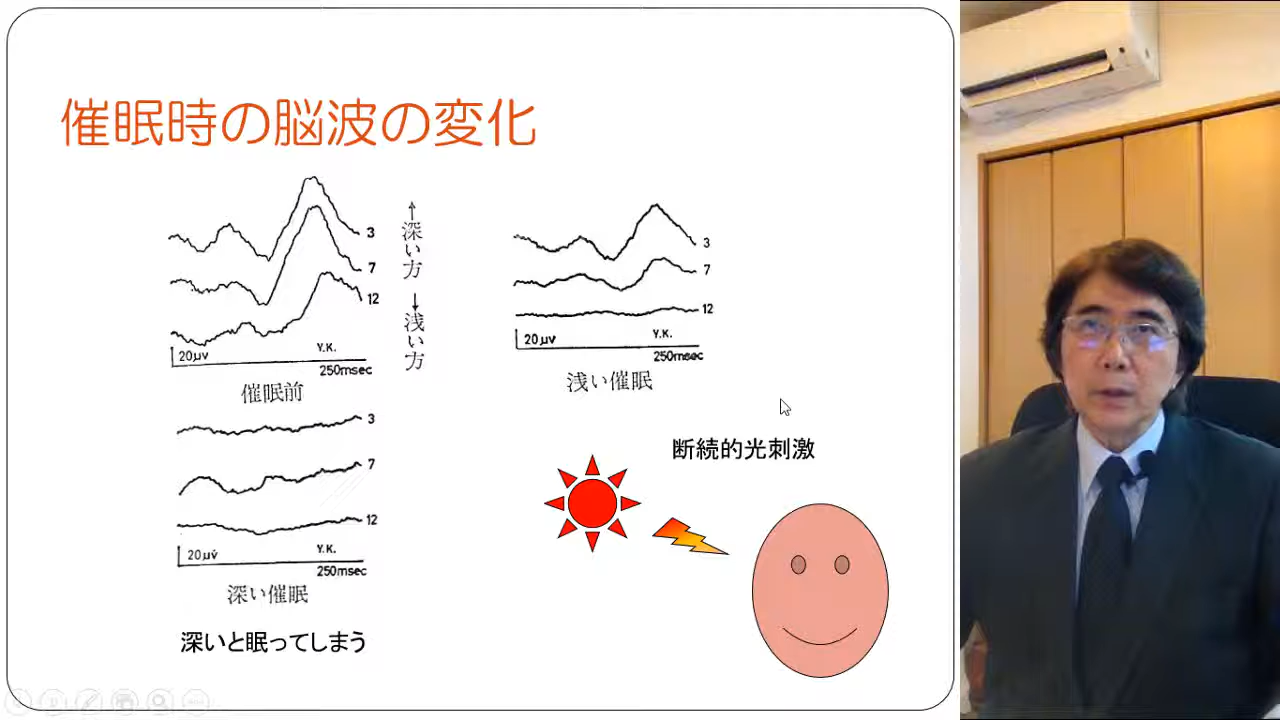 催眠時の脳波の変化
3
7
12
20μv
Y.K.
250msec
催眠前
↑深い方
↓浅い方
3
7
12
20μv
Y.K.
250msec
浅い催眠
3
7
12
20μv
Y.K.
250msec
深い催眠
深いと眠ってしまう
断続的光刺激